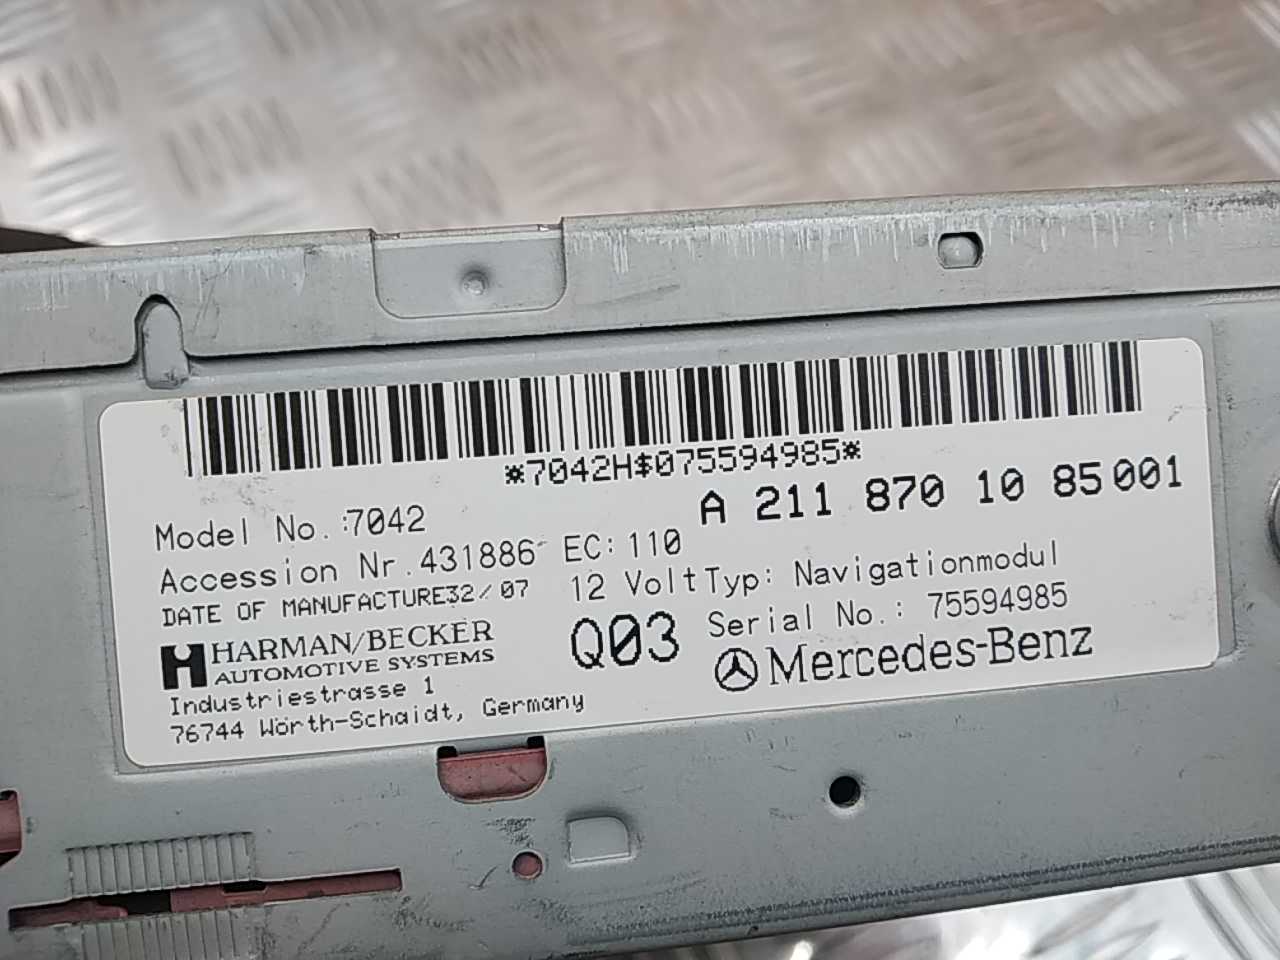 *7042H$075594985*
A 211 870 10 85 001
Model No.:7042
Accession Nr.431886 EC:110
DATE OF MANUFACTURE32/07
12 Volt Typ: Navigationmodul
HARMAN/BECKER
AUTOMOTIVE SYSTEMS
Q03
Serial No.: 75594985
Mercedes-Benz
Industriestrasse 1
76744 Wörth-Schaidt, Germany